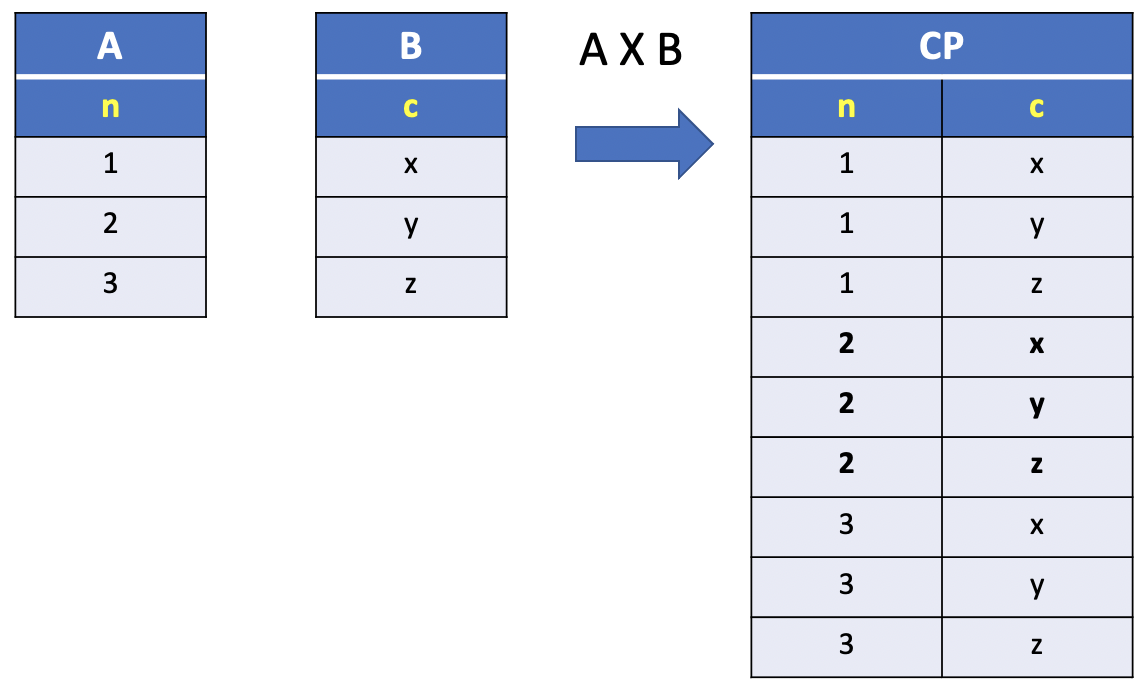 A B A X B CP
n c n c
1 x 1 x
2 y 1 y
3 z 1 z
2 x
2 y
2 z
3 x
3 y
3 z